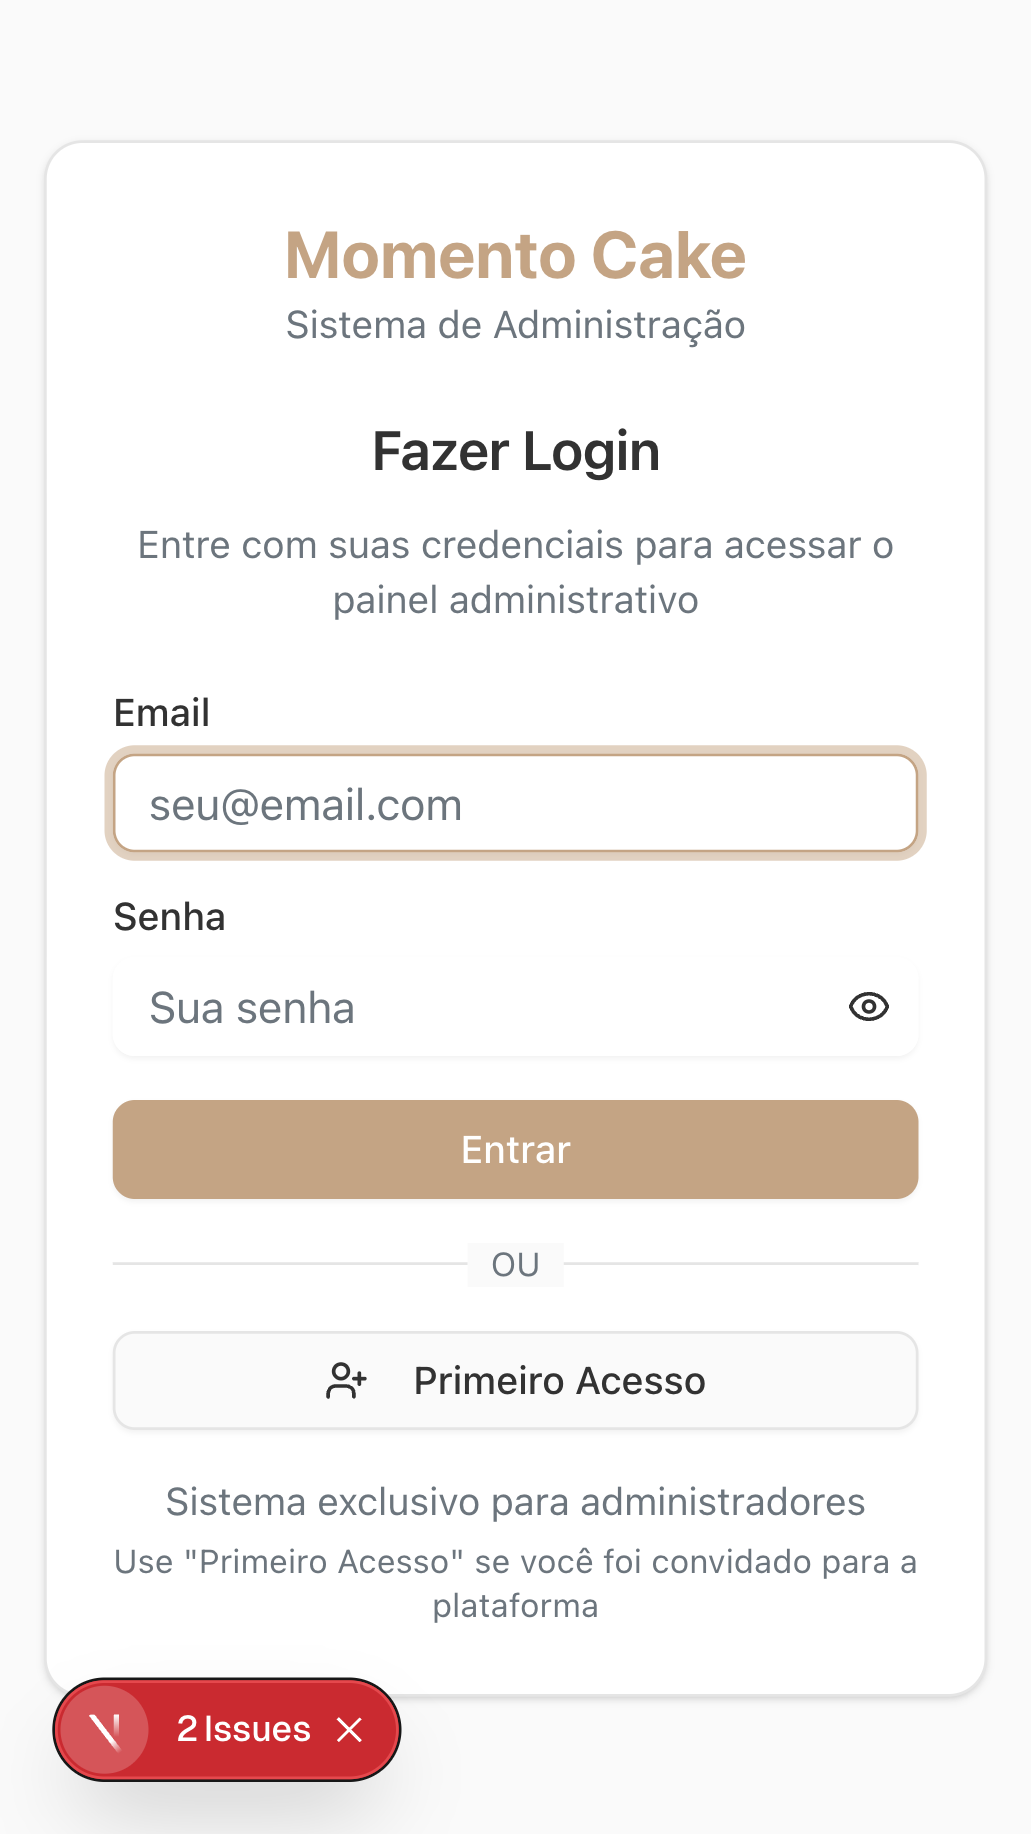 Momento Cake
Sistema de Administração
Fazer Login
Entre com suas credenciais para acessar o
painel administrativo
Email
seu@email.com
Senha
Sua senha
Entrar
OU
Primeiro Acesso
Sistema exclusivo para administradores
Use "Primeiro Acesso" se você foi convidado para a
plataforma
2 Issues